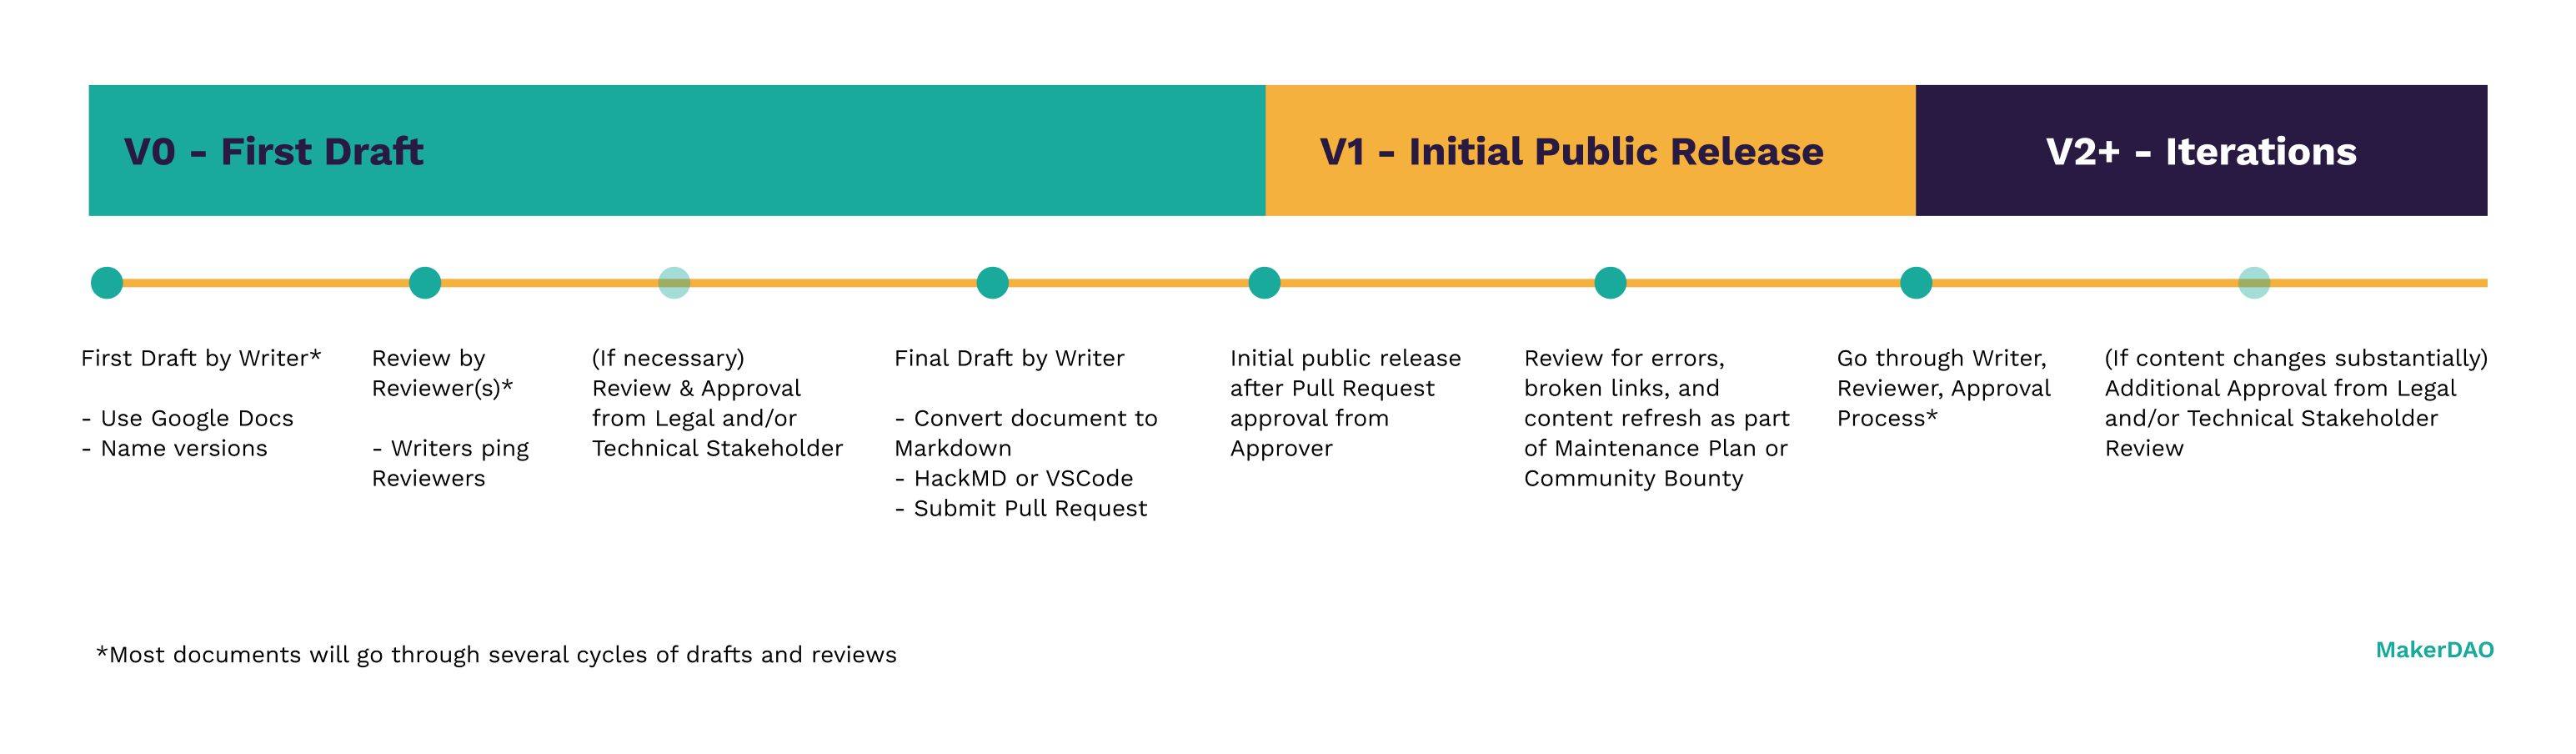 V0 - First Draft
V1 - Initial Public Release
V2+ - Iterations
First Draft by Writer*
- Use Google Docs
- Name versions
Review by
Reviewer(s)*
- Writers ping
Reviewers
(If necessary)
Review & Approval
from Legal and/or
Technical Stakeholder
Final Draft by Writer
- Convert document to
Markdown
- HackMD or VSCode
- Submit Pull Request
Initial public release
after Pull Request
approval from
Approver
Review for errors,
broken links, and
content refresh as part
of Maintenance Plan or
Community Bounty
Go through Writer,
Reviewer, Approval
Process*
(If content changes substantially)
Additional Approval from Legal
and/or Technical Stakeholder
Review
*Most documents will go through several cycles of drafts and reviews
MakerDAO